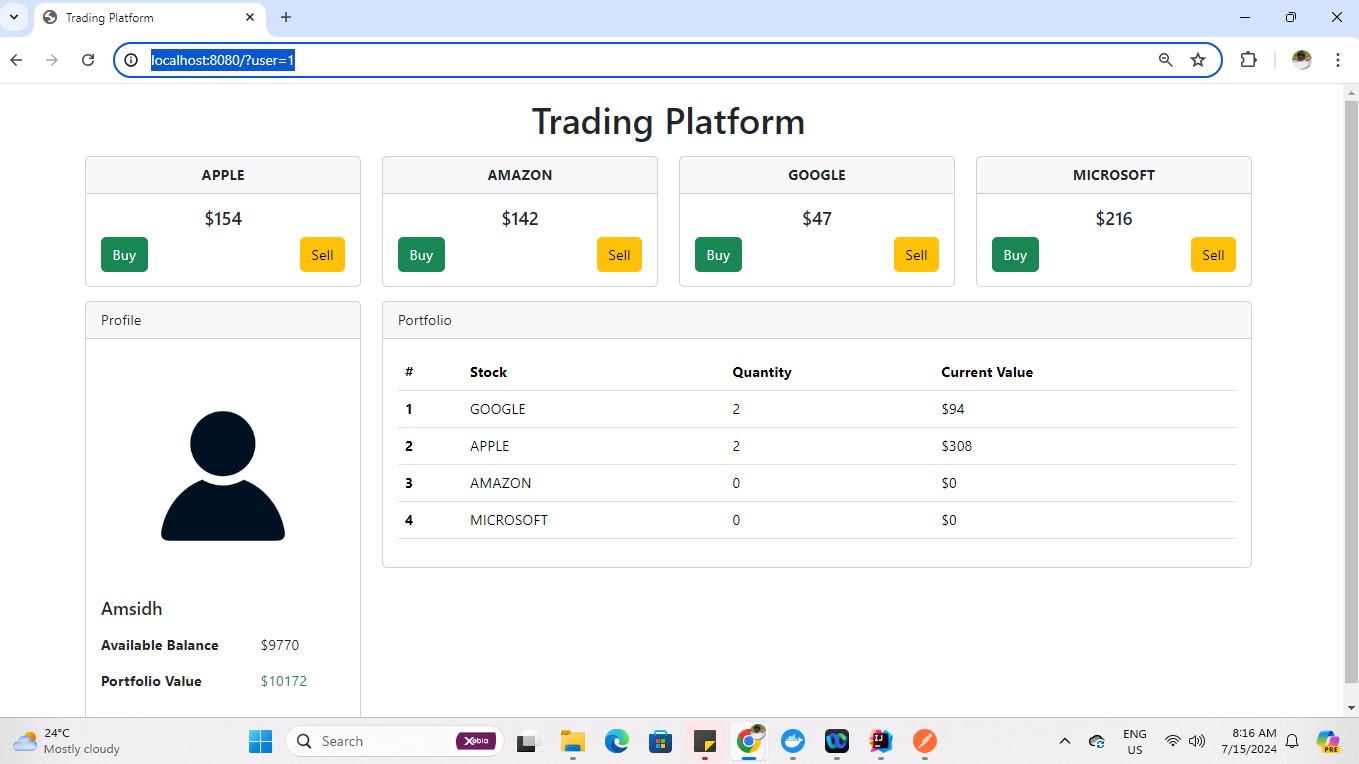 Trading Platform
localhost:8080/?user=1
Trading Platform
APPLE
$154
Buy Sell
AMAZON
$142
Buy Sell
GOOGLE
$47
Buy Sell
MICROSOFT
$216
Buy Sell
Profile
Amsidh
Available Balance $9770
Portfolio Value $10172
Portfolio
# Stock Quantity Current Value
1 GOOGLE 2 $94
2 APPLE 2 $308
3 AMAZON 0 $0
4 MICROSOFT 0 $0
24°C
Mostly cloudy
Search
Xebia
PRE
ENG
US
8:16 AM
7/15/2024